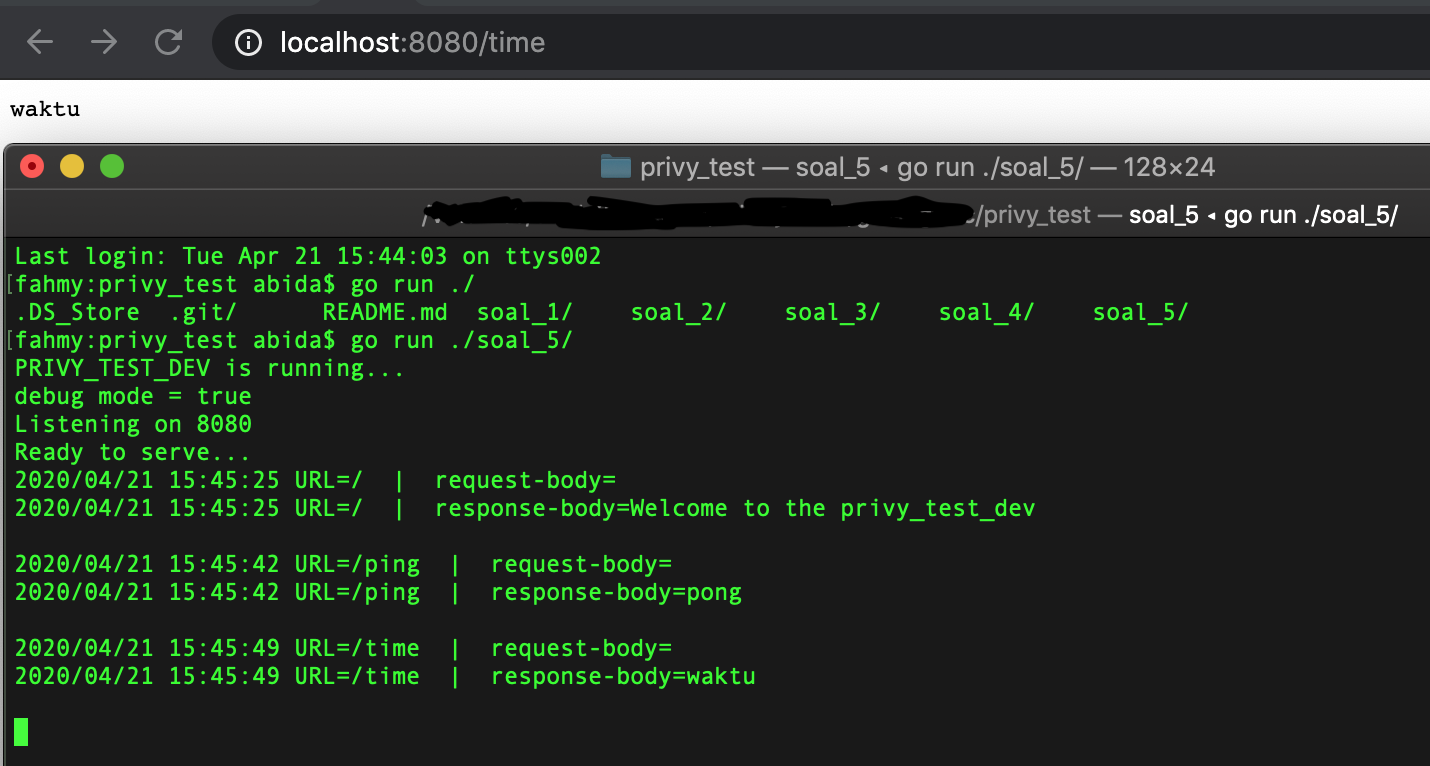 localhost:8080/time
waktu
privy_test — soal_5 ◂ go run ./soal_5/ — 128×24
/privy_test — soal_5 ◂ go run ./soal_5/
Last login: Tue Apr 21 15:44:03 on ttys002
[fahmy:privy_test abida$ go run ./
.DS_Store  .git/      README.md  soal_1/    soal_2/    soal_3/    soal_4/    soal_5/
[fahmy:privy_test abida$ go run ./soal_5/
PRIVY_TEST_DEV is running...
debug mode = true
Listening on 8080
Ready to serve...
2020/04/21 15:45:25 URL=/  |  request-body=
2020/04/21 15:45:25 URL=/  |  response-body=Welcome to the privy_test_dev
2020/04/21 15:45:42 URL=/ping  |  request-body=
2020/04/21 15:45:42 URL=/ping  |  response-body=pong
2020/04/21 15:45:49 URL=/time  |  request-body=
2020/04/21 15:45:49 URL=/time  |  response-body=waktu